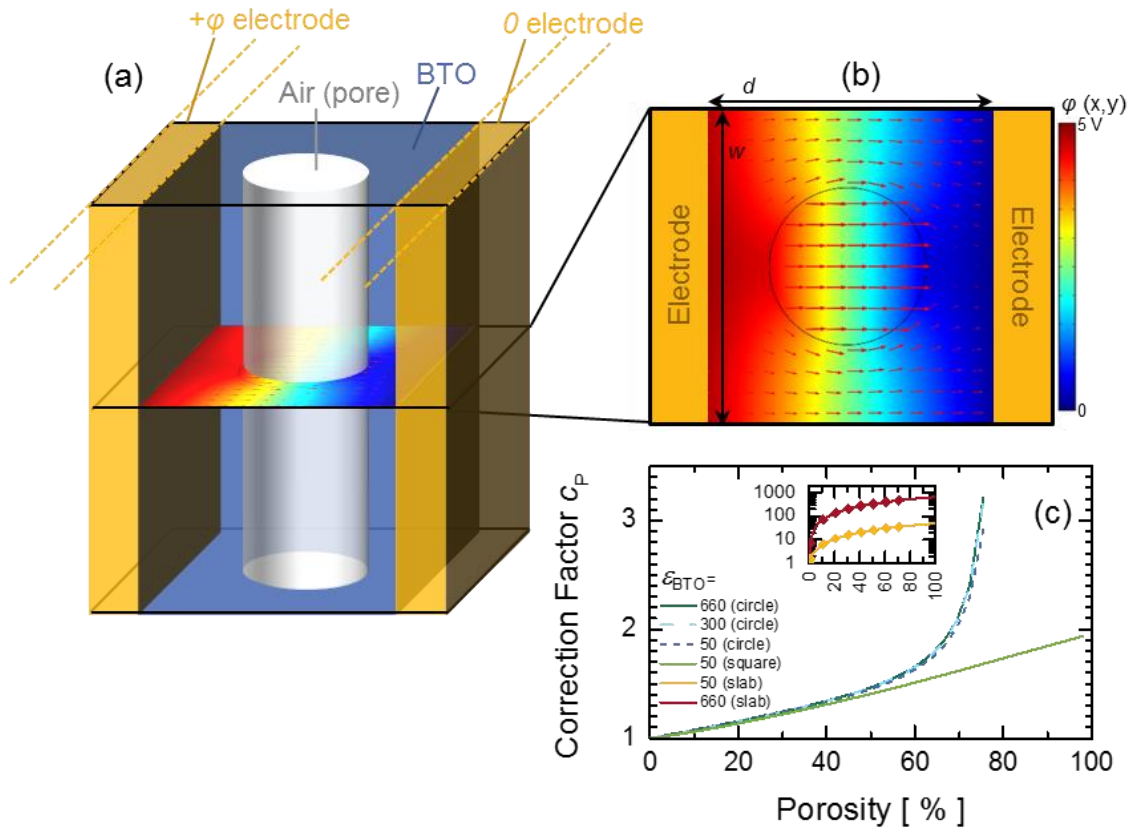 +φ electrode
0 electrode
(a)
BTO
Air (pore)
(b)
d
w
φ (x,y)
5 V
0
Electrode
Electrode
(c)
Correction Factor cP
3
2
1
1000
100
10
1
0
20
40
60
80
100
εBTO=
660 (circle)
300 (circle)
50 (circle)
50 (square)
50 (slab)
660 (slab)
0 20 40 60 80 100
Porosity [ % ]